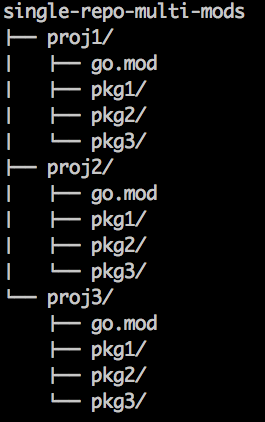 single-repo-multi-mods
├── proj1/
│   ├── go.mod
│   ├── pkg1/
│   ├── pkg2/
│   └── pkg3/
├── proj2/
│   ├── go.mod
│   ├── pkg1/
│   ├── pkg2/
│   └── pkg3/
└── proj3/
    ├── go.mod
    ├── pkg1/
    ├── pkg2/
    └── pkg3/